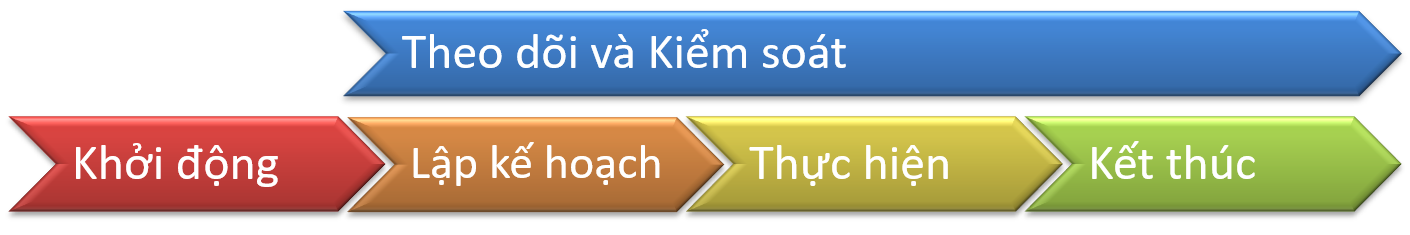 Theo dõi và Kiểm soát
Khởi động
Lập kế hoạch
Thực hiện
Kết thúc